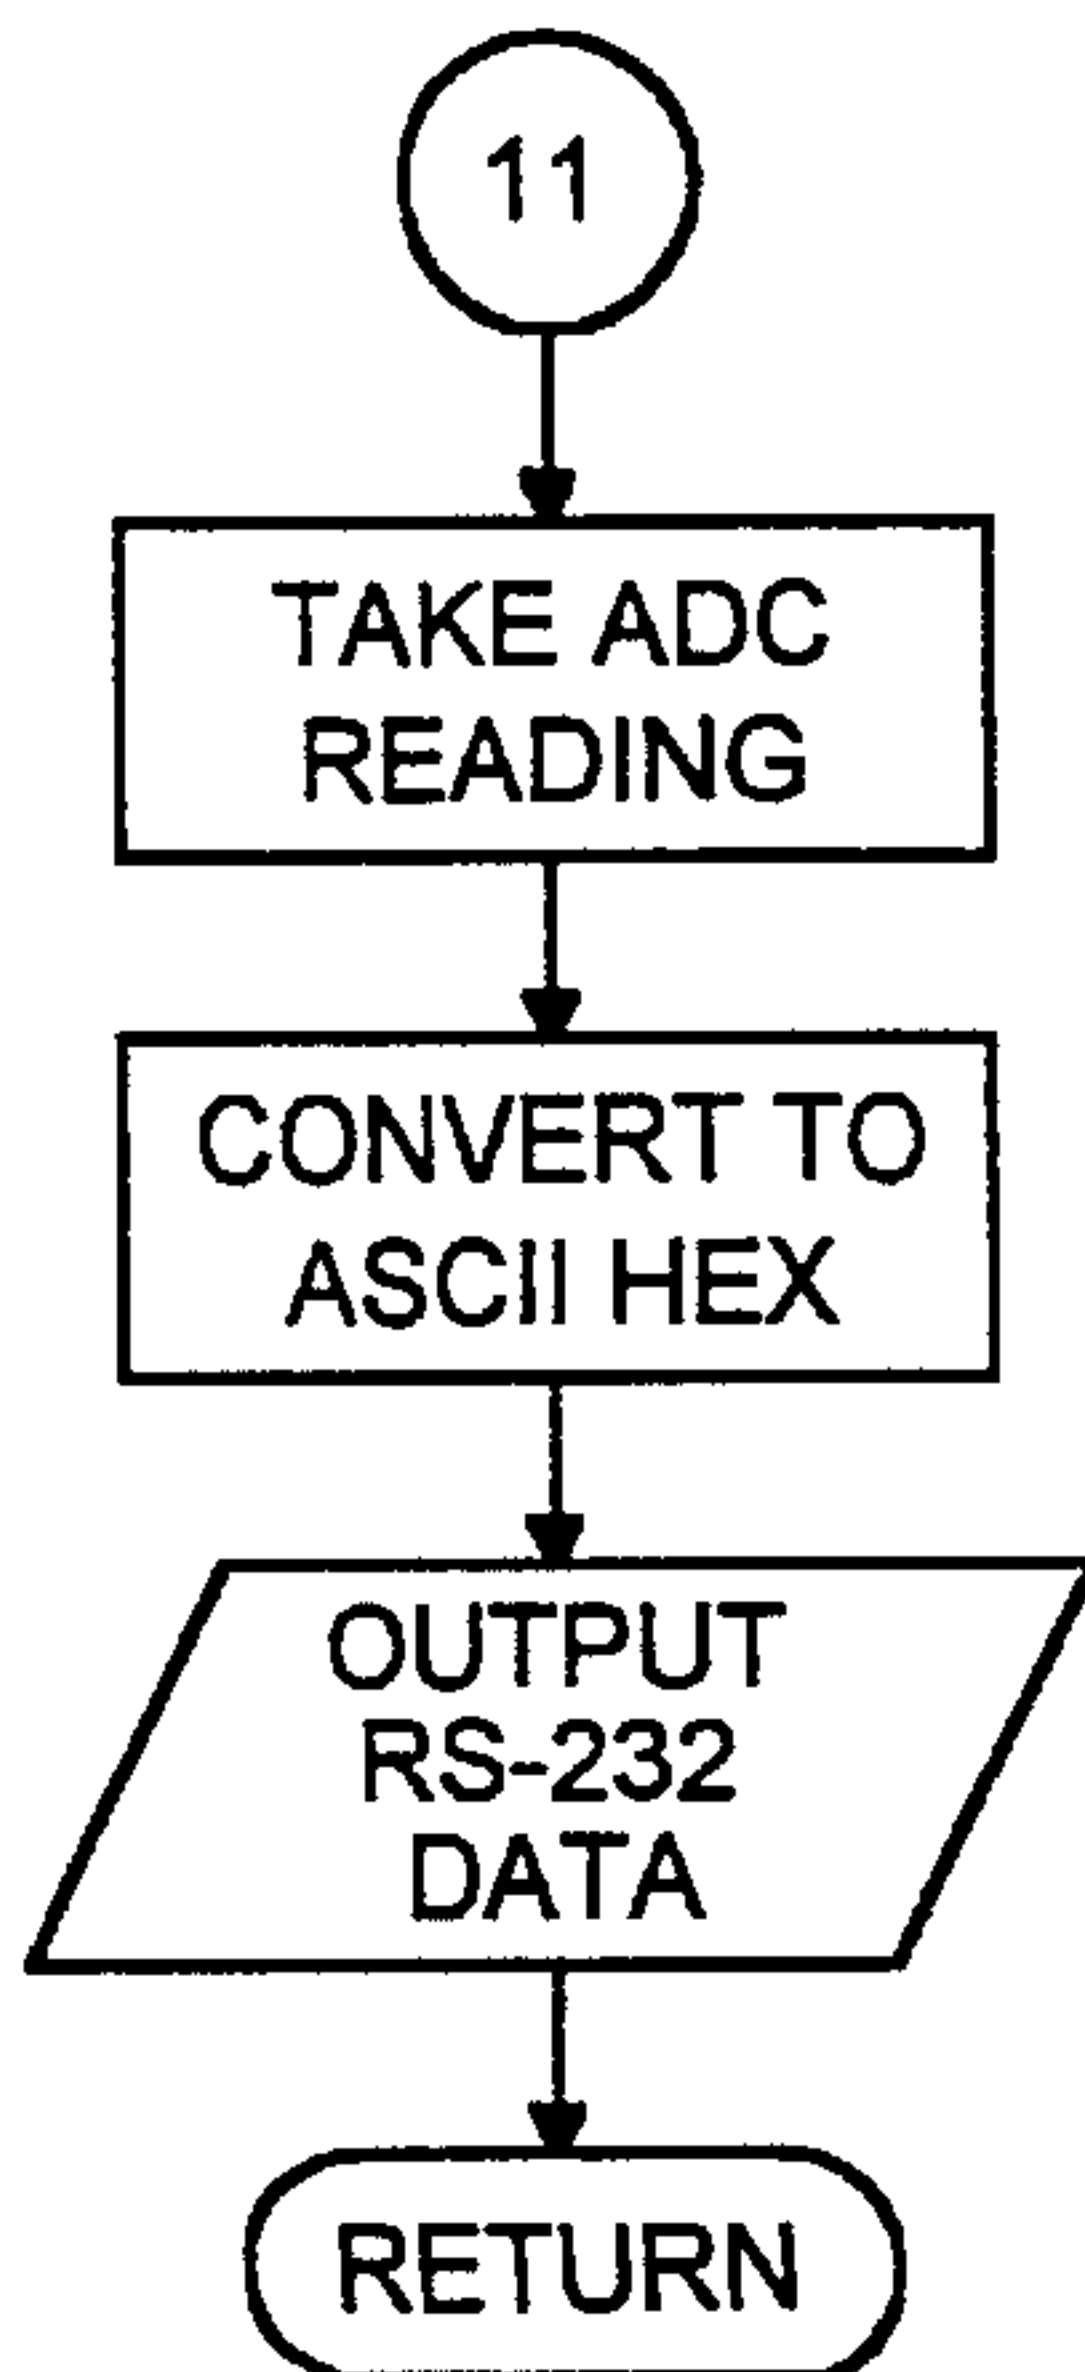 11
TAKE ADC
READING
CONVERT TO
ASCII HEX
OUTPUT
RS-232
DATA
RETURN